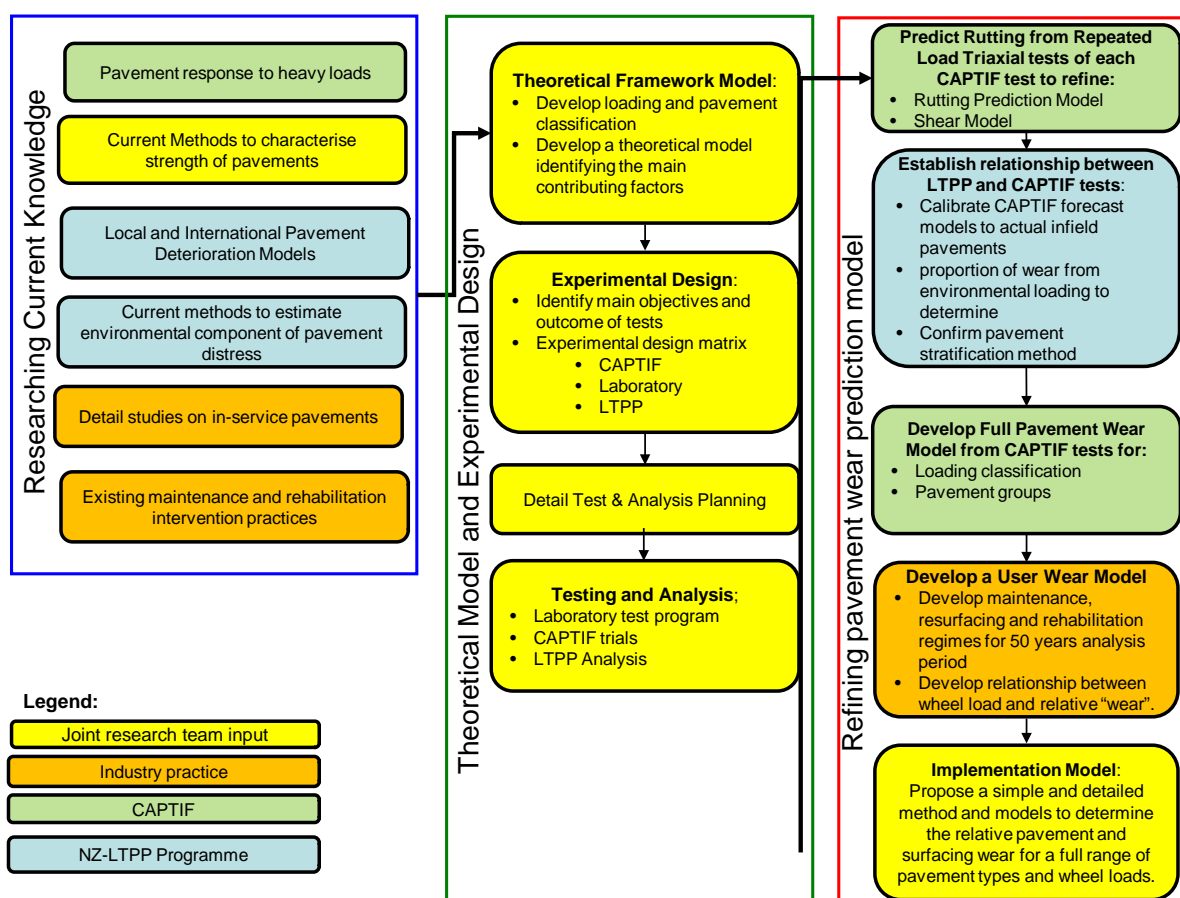 Researching Current Knowledge
Pavement response to heavy loads
Current Methods to characterise
strength of pavements
Local and International Pavement
Deterioration Models
Current methods to estimate
environmental component of pavement
distress
Detail studies on in-service pavements
Existing maintenance and rehabilitation
intervention practices
Legend:
Joint research team input
Industry practice
CAPTIF
NZ-LTPP Programme
Theoretical Model and Experimental Design
Theoretical Framework Model:
• Develop loading and pavement
classification
• Develop a theoretical model
identifying the main
contributing factors
Experimental Design:
• Identify main objectives and
outcome of tests
• Experimental design matrix
• CAPTIF
• Laboratory
• LTPP
Detail Test & Analysis Planning
Testing and Analysis;
• Laboratory test program
• CAPTIF trials
• LTPP Analysis
Refining pavement wear prediction model
Predict Rutting from Repeated
Load Triaxial tests of each
CAPTIF test to refine:
• Rutting Prediction Model
• Shear Model
Establish relationship between
LTPP and CAPTIF tests:
• Calibrate CAPTIF forecast
models to actual infield
pavements
• proportion of wear from
environmental loading to
determine
• Confirm pavement
stratification method
Develop Full Pavement Wear
Model from CAPTIF tests for:
• Loading classification
• Pavement groups
Develop a User Wear Model
• Develop maintenance,
resurfacing and rehabilitation
regimes for 50 years analysis
period
• Develop relationship between
wheel load and relative “wear”.
Implementation Model:
Propose a simple and detailed
method and models to determine
the relative pavement and
surfacing wear for a full range of
pavement types and wheel loads.